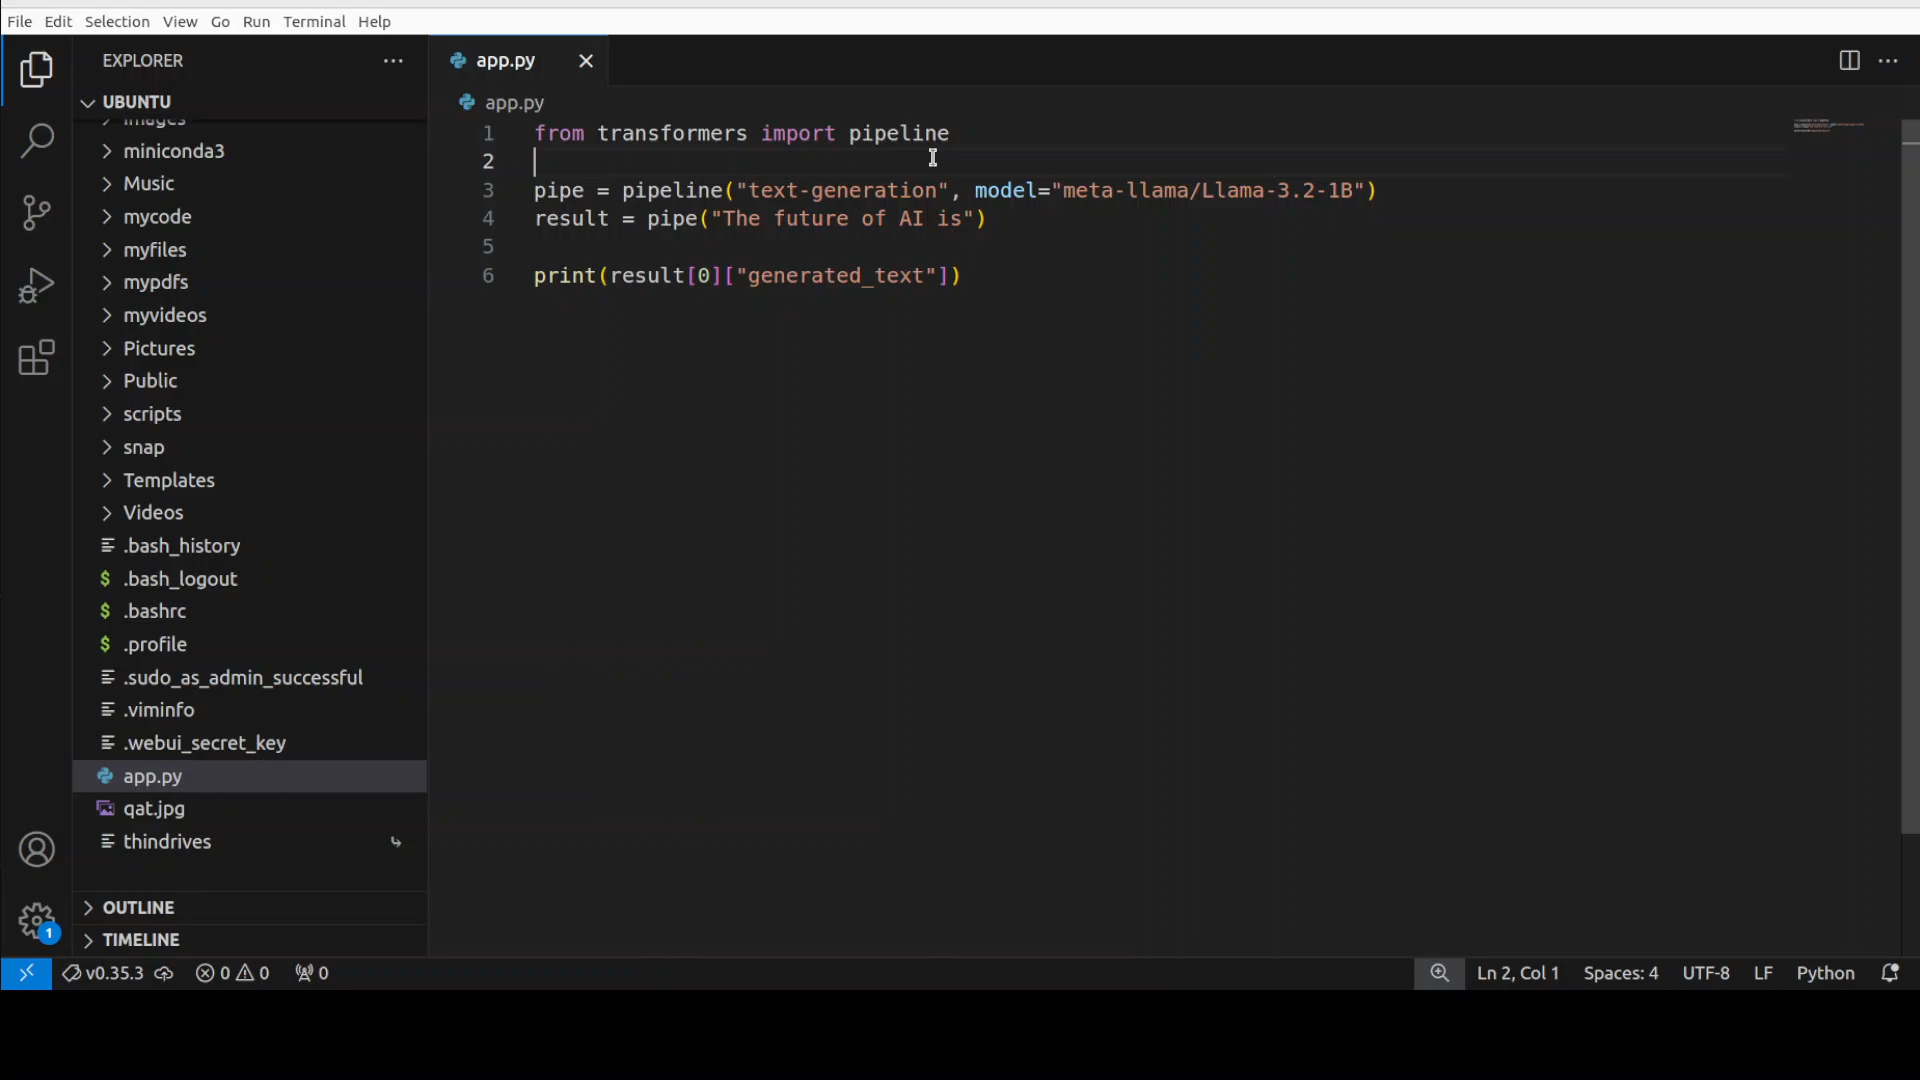 File Edit Selection View Go Run Terminal Help
EXPLORER
app.py
UBUNTU
app.py
images
miniconda3
Music
mycode
myfiles
mypdfs
myvideos
Pictures
Public
scripts
snap
Templates
Videos
.bash_history
.bash_logout
.bashrc
.profile
.sudo_as_admin_successful
.viminfo
.webui_secret_key
app.py
qat.jpg
thindrives
OUTLINE
TIMELINE
1 from transformers import pipeline
2
3 pipe = pipeline("text-generation", model="meta-llama/Llama-3.2-1B")
4 result = pipe("The future of AI is")
5
6 print(result[0]["generated_text"])
1
v0.35.3 0 0 0 Ln 2, Col 1 Spaces: 4 UTF-8 LF Python